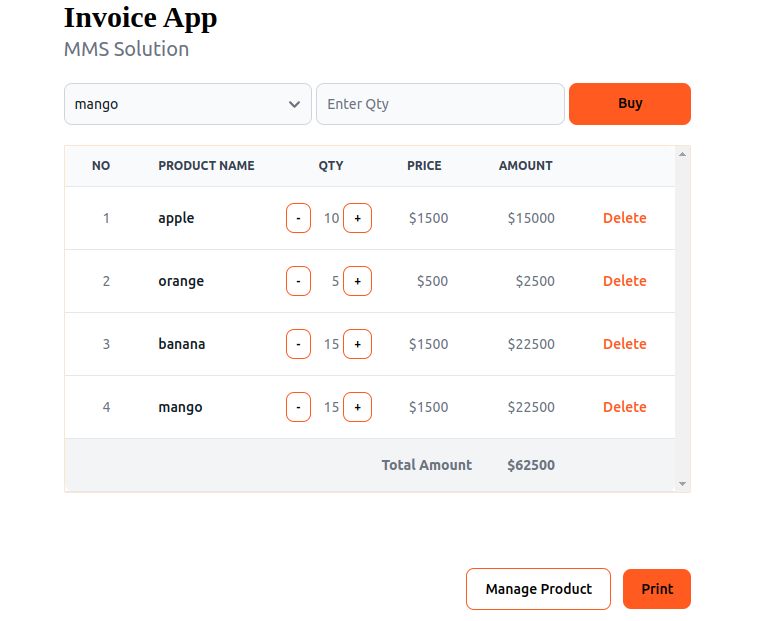 Invoice App
MMS Solution
mango Enter Qty Buy
NO PRODUCT NAME QTY PRICE AMOUNT
1 apple - 10 + $1500 $15000 Delete
2 orange - 5 + $500 $2500 Delete
3 banana - 15 + $1500 $22500 Delete
4 mango - 15 + $1500 $22500 Delete
Total Amount $62500
Manage Product Print